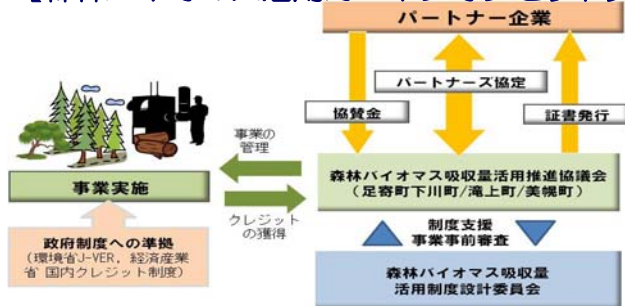 パートナー企業
協賛金
パートナーズ協定
証書発行
事業の
管理
事業実施
クレジット
の獲得
森林バイオマス吸収量活用推進協議会
(足寄町下川町/滝上町/美幌町)
制度支援
事業事前審査
政府制度への準拠
(環境省J-VER，経済産業
省 国内クレジット制度)
森林バイオマス吸収量
活用制度設計委員会